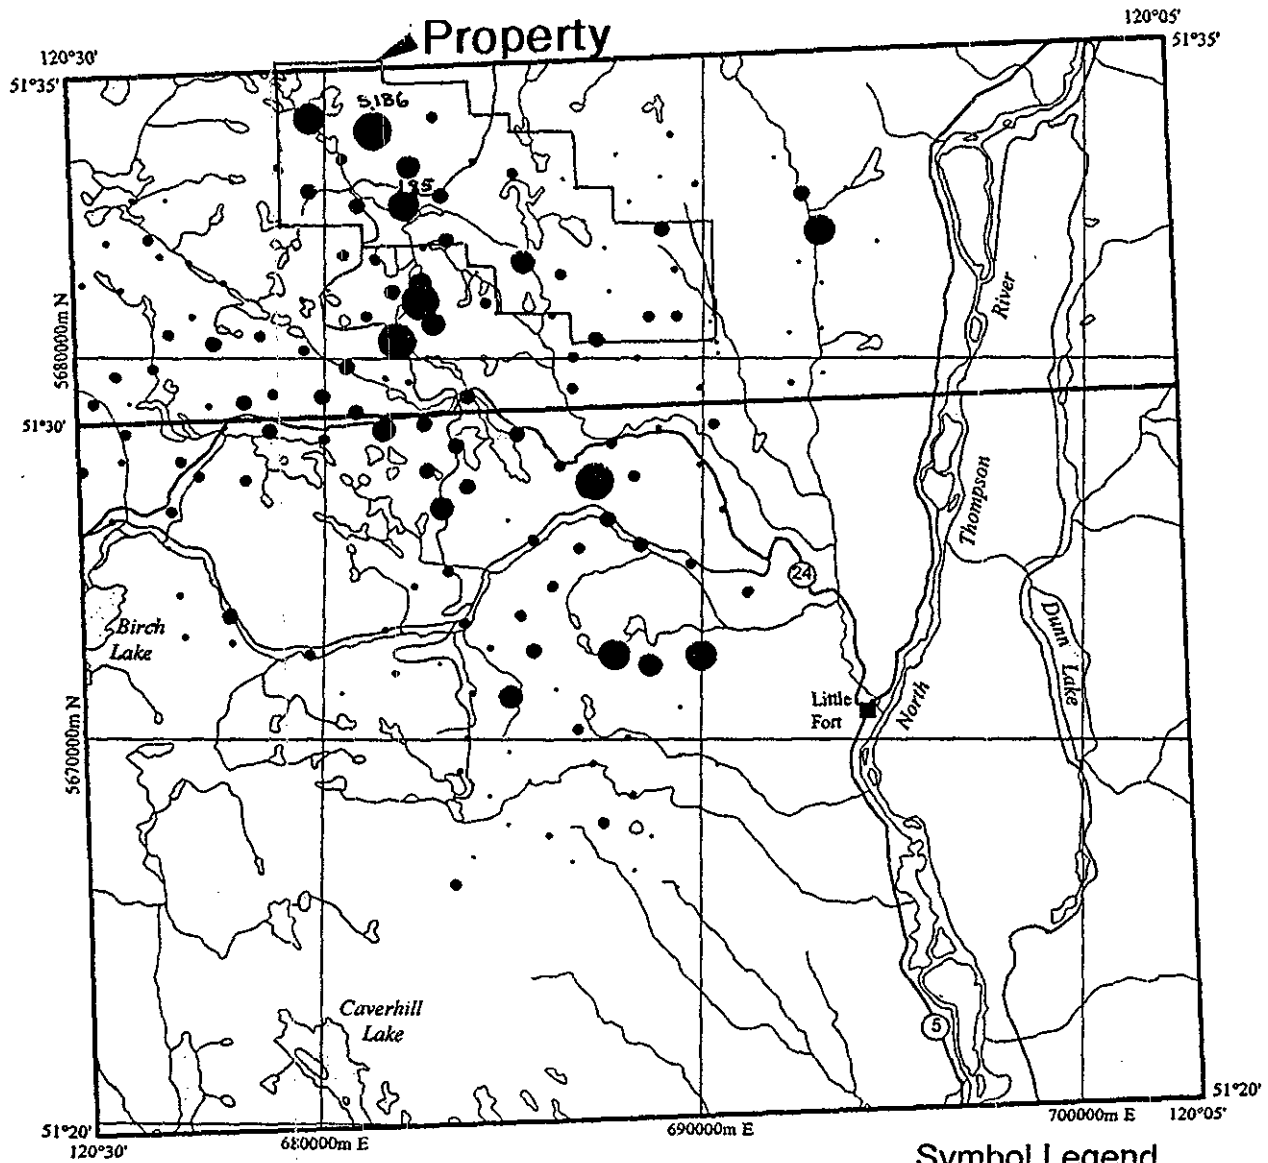 Property
120°30'
120°05'
51°35'
51°35'
5186
195
River
5680000m N
51°30'
Thompson
24
Birch
Lake
Dunn Lake
Little
Fort
North
5670000m N
Caverhill
Lake
5
51°20'
51°20'
120°30'
680000m E
690000m E
700000m E
120°05'
Symbol Legend